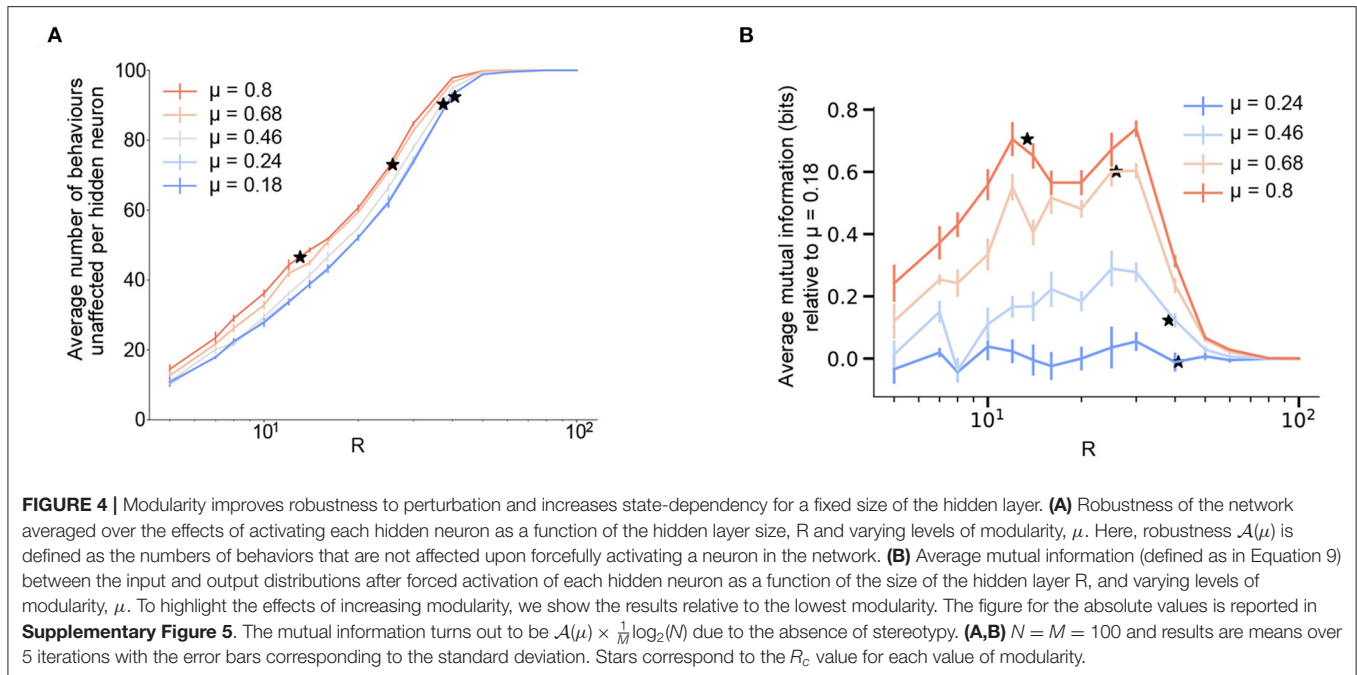 A
Average number of behaviours
unaffected per hidden neuron
100
80
60
40
20
0
μ = 0.8
μ = 0.68
μ = 0.46
μ = 0.24
μ = 0.18
10¹
10²
R
B
Average mutual information (bits)
relative to μ = 0.18
0.8
0.6
0.4
0.2
0.0
μ = 0.24
μ = 0.46
μ = 0.68
μ = 0.8
10¹
10²
R
FIGURE 4 | Modularity improves robustness to perturbation and increases state-dependency for a fixed size of the hidden layer. (A) Robustness of the network
averaged over the effects of activating each hidden neuron as a function of the hidden layer size, R and varying levels of modularity, μ. Here, robustness 𝒜(μ) is
defined as the numbers of behaviors that are not affected upon forcefully activating a neuron in the network. (B) Average mutual information (defined as in Equation 9)
between the input and output distributions after forced activation of each hidden neuron as a function of the size of the hidden layer R, and varying levels of
modularity, μ. To highlight the effects of increasing modularity, we show the results relative to the lowest modularity. The figure for the absolute values is reported in
Supplementary Figure 5. The mutual information turns out to be 𝒜(μ) × 1/M log₂(N) due to the absence of stereotypy. (A,B) N = M = 100 and results are means over
5 iterations with the error bars corresponding to the standard deviation. Stars correspond to the R_c value for each value of modularity.